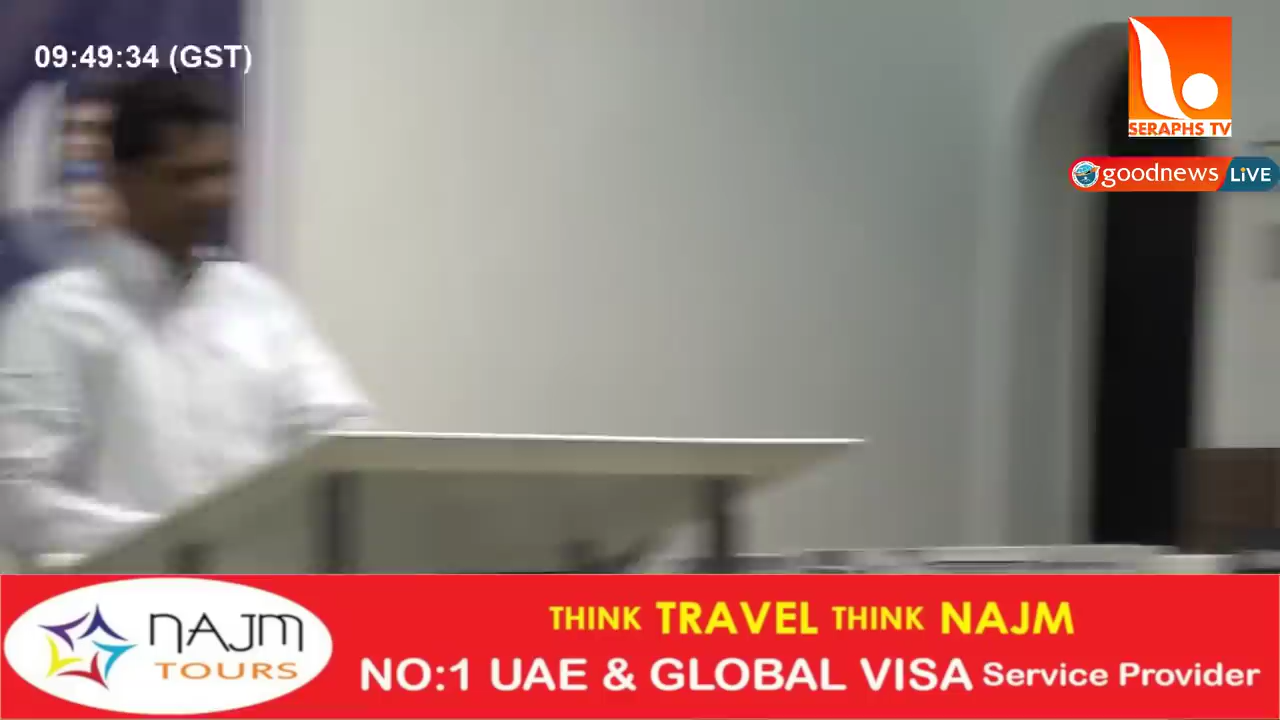 09:49:34 (GST)
SERAPHS TV
goodnews LiVE
NAJM
TOURS
THINK TRAVEL THINK NAJM
NO:1 UAE & GLOBAL VISA Service Provider